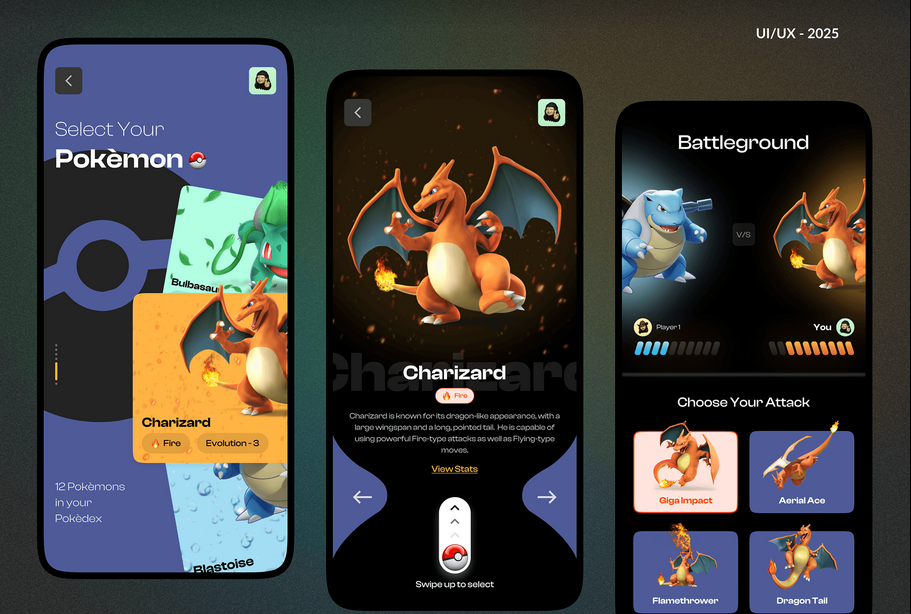 UI/UX - 2025
Select Your
Pokèmon
Bulbasau
Charizard
Fire
Evolution - 3
12 Pokèmons
in your
Pokèdex
Blastoise
Charizard
Charizard
Fire
Charizard is known for its dragon-like appearance, with a
large wingspan and a long, pointed tail. He is capable of
using powerful Fire-type attacks as well as Flying-type
moves.
View Stats
Swipe up to select
Battleground
V/S
Player 1
You
Choose Your Attack
Giga Impact
Aerial Ace
Flamethrower
Dragon Tail